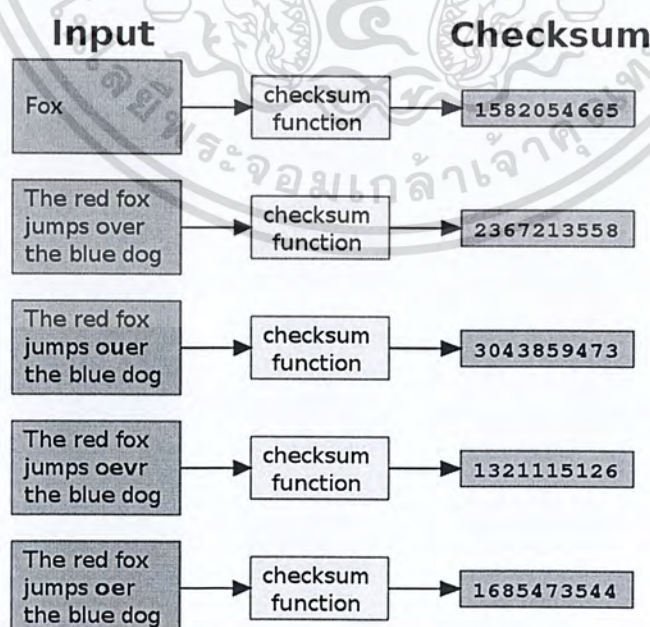 Input
Checksum
Fox
checksum
function
1582054665
The red fox
jumps over
the blue dog
checksum
function
2367213558
The red fox
jumps ouer
the blue dog
checksum
function
3043859473
The red fox
jumps oevr
the blue dog
checksum
function
1321115126
The red fox
jumps oer
the blue dog
checksum
function
1685473544